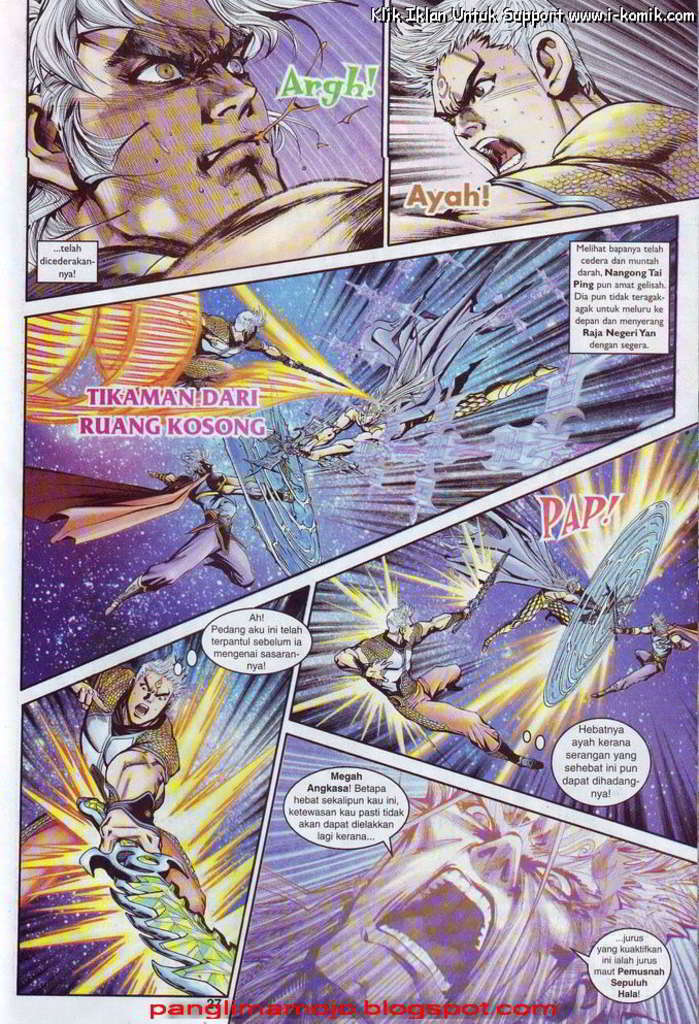 Klik Iklan Untuk Support www.i-komik.com
Argh!
...telah
dicederakan-
nya!
Ayah!
Melihat bapanya telah
cedera dan muntah
darah, Nangong Tai
Ping pun amat gelisah.
Dia pun tidak teragak-
agak untuk meluru ke
depan dan menyerang
Raja Negeri Yan
dengan segera.
TIKAMAN DARI
RUANG KOSONG
PAP!
Hebatnya
ayah kerana
serangan yang
sehebat ini pun
dapat dihadang-
nya!
Ah!
Pedang aku ini telah
terpantul sebelum ia
mengenai sasaran-
nya!
Megah
Angkasa! Betapa
hebat sekalipun kau ini,
ketewasan kau pasti tidak
akan dapat dielakkan
lagi kerana...
...jurus
yang kuaktifkan
ini ialah jurus
maut Pemusnah
Sepuluh
Hala!
27
panglimamojo.blogspot.com